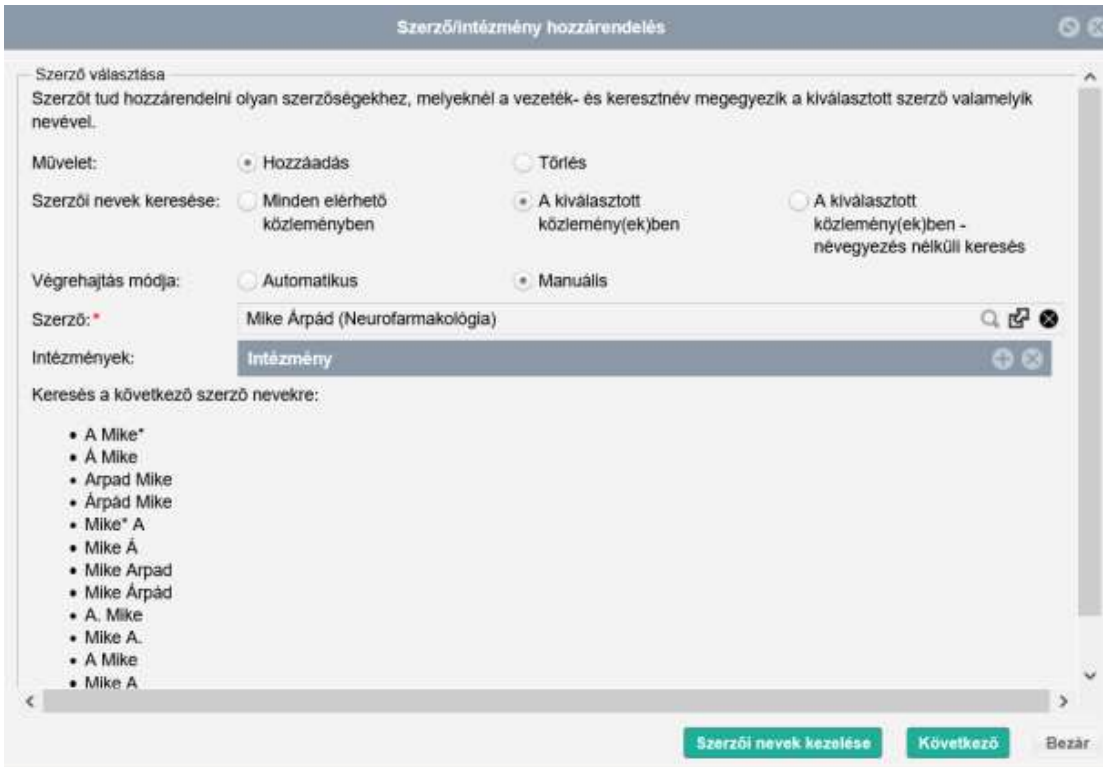 Szerző/intézmény hozzárendelés
Szerző választása
Szerzőt tud hozzárendelni olyan szerzőségekhez, melyeknél a vezeték- és keresztnév megegyezik a kiválasztott szerző valamelyik
nevével.
Művelet: Hozzáadás Törlés
Szerzői nevek keresése: Minden elérhető közleményben A kiválasztott közlemény(ek)ben A kiválasztott közlemény(ek)ben - névegyezés nélküli keresés
Végrehajtás módja: Automatikus Manuális
Szerző:* Mike Árpád (Neurofarmakológia)
Intézmények: Intézmény
Keresés a következő szerző nevekre:
• A Mike*
• Á Mike
• Arpad Mike
• Árpád Mike
• Mike* A
• Mike Á
• Mike Arpad
• Mike Árpád
• A. Mike
• Mike A.
• A Mike
• Mike A
Szerzői nevek kezelése Következő Bezár